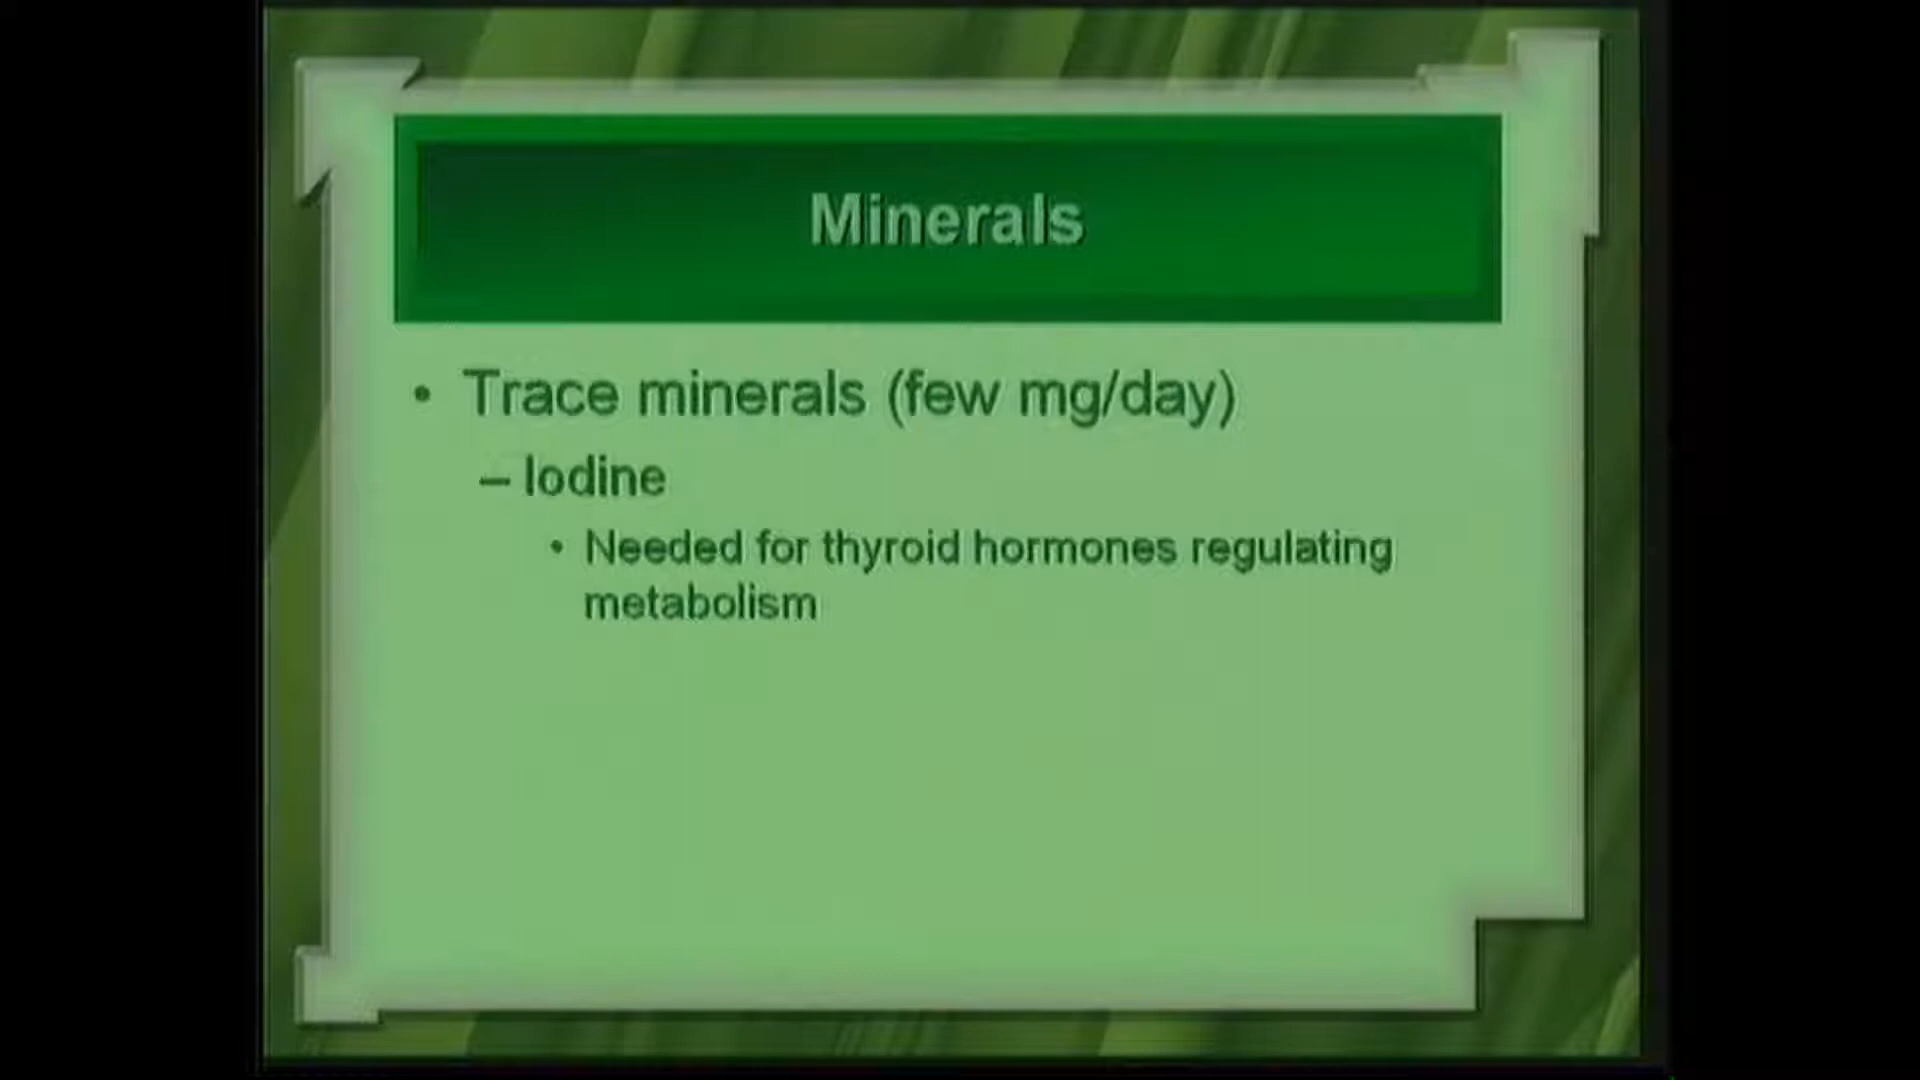 Minerals
• Trace minerals (few mg/day)
– Iodine
• Needed for thyroid hormones regulating
metabolism